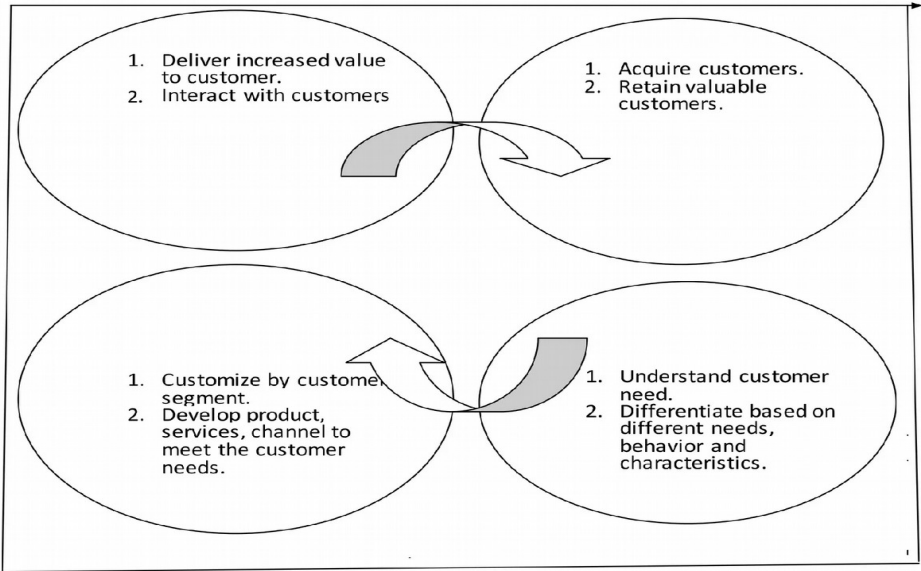 1. Deliver increased value
to customer.
2. Interact with customers
1. Acquire customers.
2. Retain valuable
customers.
1. Customize by customer
segment.
2. Develop product,
services, channel to
meet the customer
needs.
1. Understand customer
need.
2. Differentiate based on
different needs,
behavior and
characteristics.